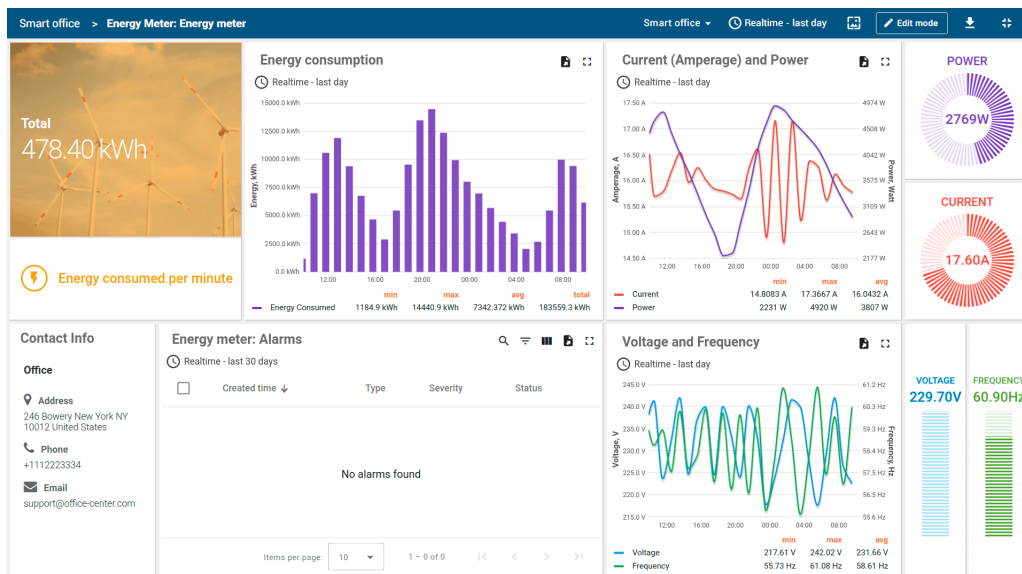 Smart office > Energy Meter: Energy meter
Smart office
Realtime - last day
Edit mode
Total
478.40 kWh
Energy consumed per minute
Energy consumption
Realtime - last day
15000.0 kWh
12500.0 kWh
10000.0 kWh
7500.0 kWh
5000.0 kWh
2500.0 kWh
0.0 kWh
Energy, kWh
12:00 16:00 20:00 00:00 04:00 08:00
min max avg total
Energy Consumed 1184.9 kWh 14440.9 kWh 7342.372 kWh 183559.3 kWh
Current (Amperage) and Power
Realtime - last day
17.50 A
17.00 A
16.50 A
16.00 A
15.50 A
15.00 A
14.50 A
Amperage, A
4974 W
4508 W
4042 W
3575 W
3109 W
2643 W
2177 W
Power, Watt
12:00 16:00 20:00 00:00 04:00 08:00
min max avg
Current 14.8083 A 17.3667 A 16.0432 A
Power 2231 W 4920 W 3807 W
POWER
2769W
CURRENT
17.60A
Contact Info
Office
Address
246 Bowery New York NY
10012 United States
Phone
+1112223334
Email
support@office-center.com
Energy meter: Alarms
Realtime - last 30 days
Created time Type Severity Status
No alarms found
Items per page: 10 1 – 0 of 0
Voltage and Frequency
Realtime - last day
245.0 V
240.0 V
235.0 V
230.0 V
225.0 V
220.0 V
215.0 V
Voltage, V
61.2 Hz
60.3 Hz
59.3 Hz
58.4 Hz
57.5 Hz
56.5 Hz
55.6 Hz
Frequency, Hz
12:00 16:00 20:00 00:00 04:00 08:00
min max avg
Voltage 217.61 V 242.02 V 231.66 V
Frequency 55.73 Hz 61.08 Hz 58.61 Hz
VOLTAGE
229.70V
FREQUENCY
60.90Hz